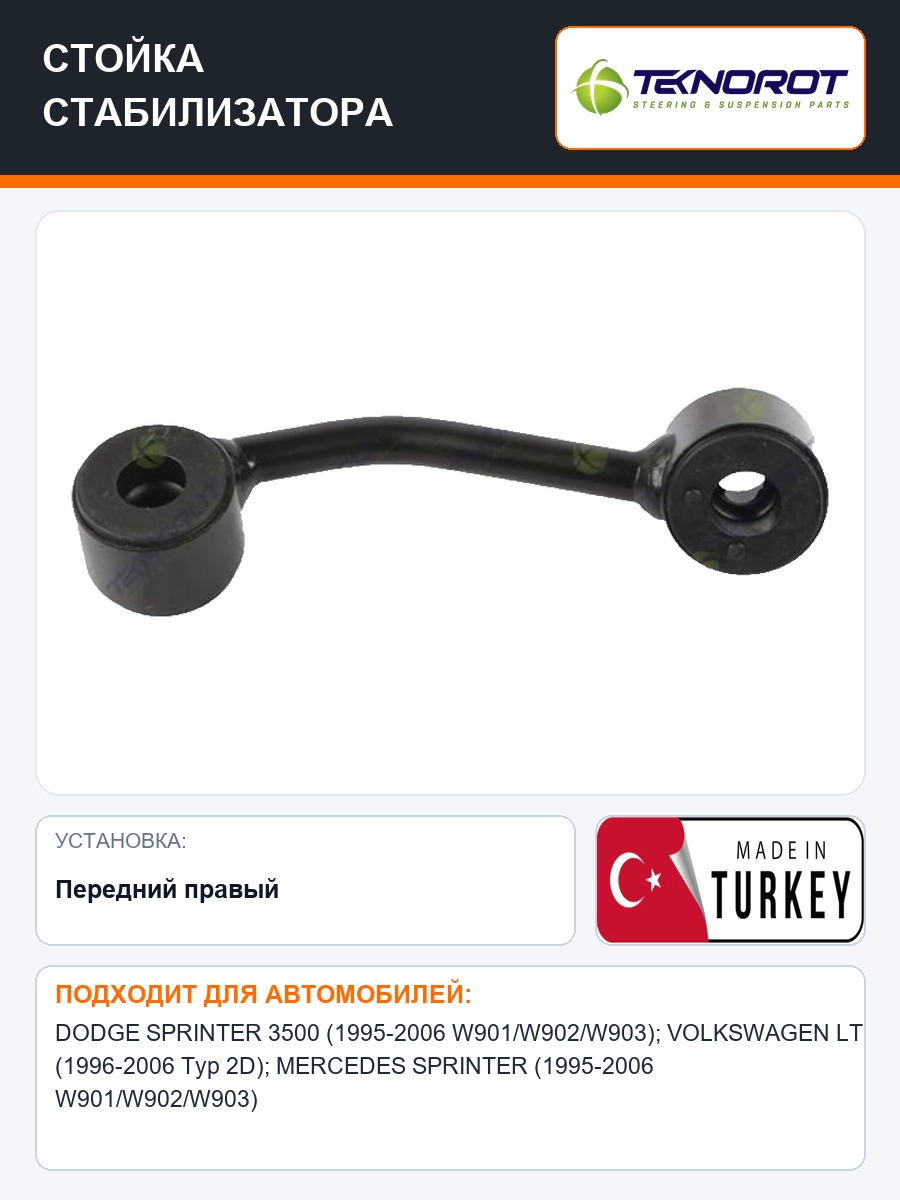 СТОЙКА
СТАБИЛИЗАТОРА
TEKNOROT
STEERING & SUSPENSION PARTS
УСТАНОВКА:
Передний правый
MADE IN
TURKEY
ПОДХОДИТ ДЛЯ АВТОМОБИЛЕЙ:
DODGE SPRINTER 3500 (1995-2006 W901/W902/W903); VOLKSWAGEN LT
(1996-2006 Typ 2D); MERCEDES SPRINTER (1995-2006
W901/W902/W903)